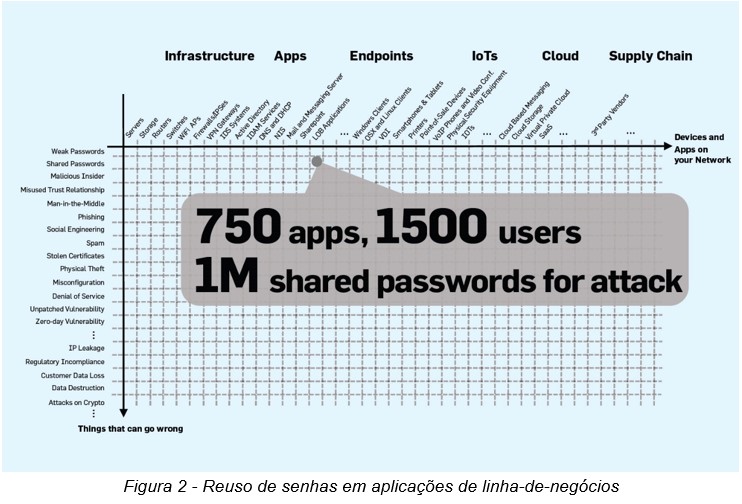 Infrastructure Apps Endpoints IoTs Cloud Supply Chain
Servers
Storage
Routers
Switches
WiFi APs
Firewalls/IPSes
VPN Gateways
IDS Systems
Active Directory
IDAM Services
DNS and DHCP
NIS
Mail and Messaging Server
Sharepoint
LOB Applications
...
Windows Clients
OSX and Linux Clients
VDI
Smartphones & Tablets
Printers
Point-of-Sale Devices
VoIP Phones and Video Conf.
Physical Security Equipment
IOTs
...
Cloud Based Messaging
Cloud Storage
Virtual Private Cloud
SaaS
...
3rd Party Vendors
...
Devices and
Apps on
your Network
Weak Passwords
Shared Passwords
Malicious Insider
Misused Trust Relationship
Man-in-the-Middle
Phishing
Social Engineering
Spam
Stolen Certificates
Physical Theft
Misconfiguration
Denial of Service
Unpatched Vulnerability
Zero-day Vulnerability
...
IP Leakage
Regulatory Incompliance
Customer Data Loss
Data Destruction
Attacks on Crypto
...
Things that can go wrong
750 apps, 1500 users
1M shared passwords for attack
Figura 2 - Reuso de senhas em aplicações de linha-de-negócios